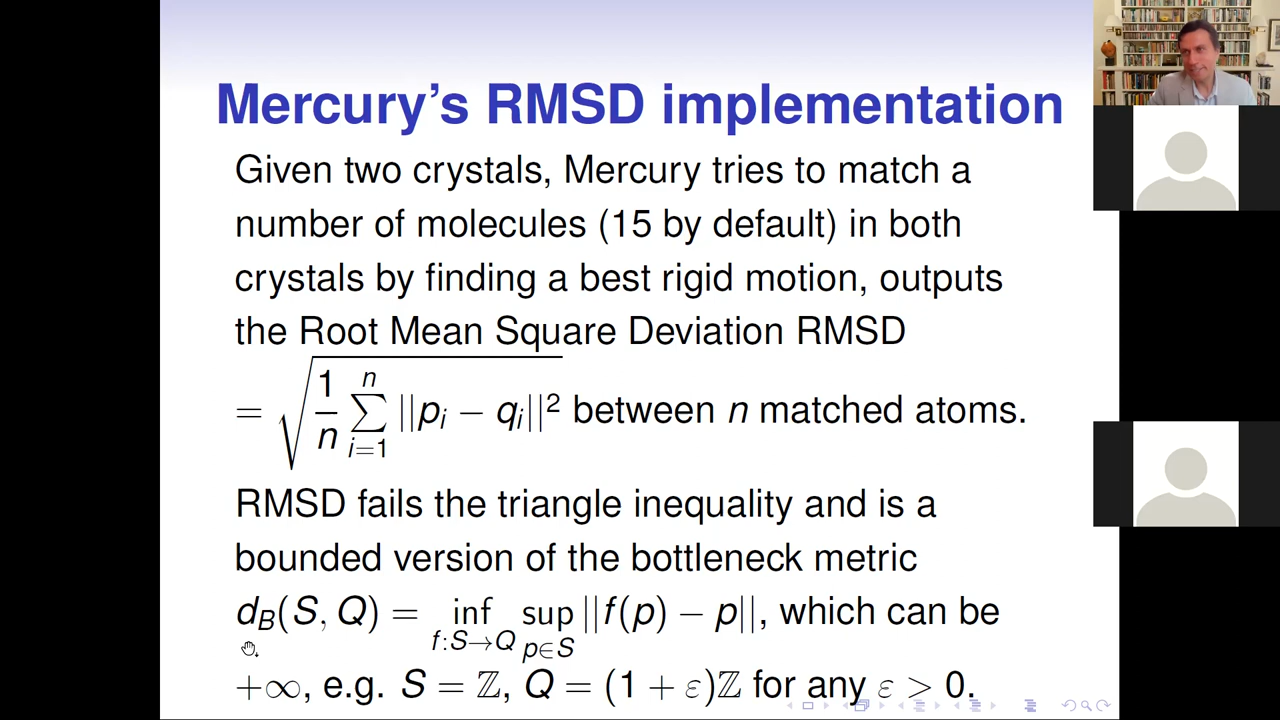 Mercury's RMSD implementation
Given two crystals, Mercury tries to match a
number of molecules (15 by default) in both
crystals by finding a best rigid motion, outputs
the Root Mean Square Deviation RMSD
= √(1/n ∑_{i=1}^{n} ||p_i − q_i||²) between n matched atoms.
RMSD fails the triangle inequality and is a
bounded version of the bottleneck metric
d_B(S, Q) = inf_{f:S→Q} sup_{p∈S} ||f(p) − p||, which can be
+∞, e.g. S = ℤ, Q = (1 + ε)ℤ for any ε > 0.